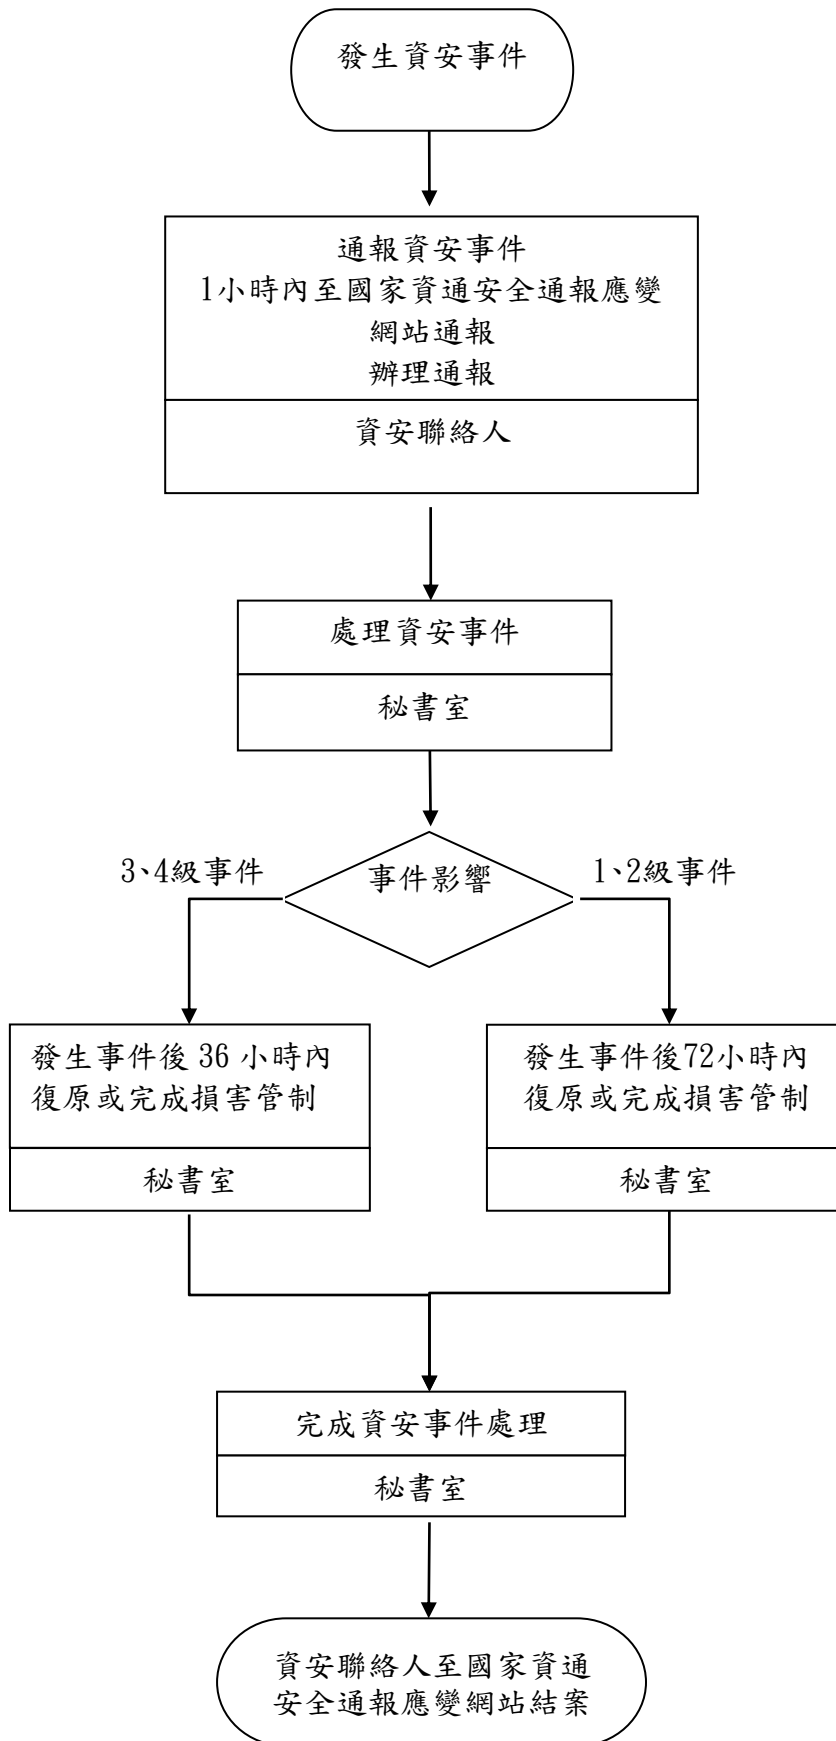 發生資安事件
通報資安事件
1小時內至國家資通安全通報應變
網站通報
辦理通報
資安聯絡人
處理資安事件
秘書室
事件影響
3、4級事件
1、2級事件
發生事件後 36 小時內
復原或完成損害管制
秘書室
發生事件後72小時內
復原或完成損害管制
秘書室
完成資安事件處理
秘書室
資安聯絡人至國家資通
安全通報應變網站結案